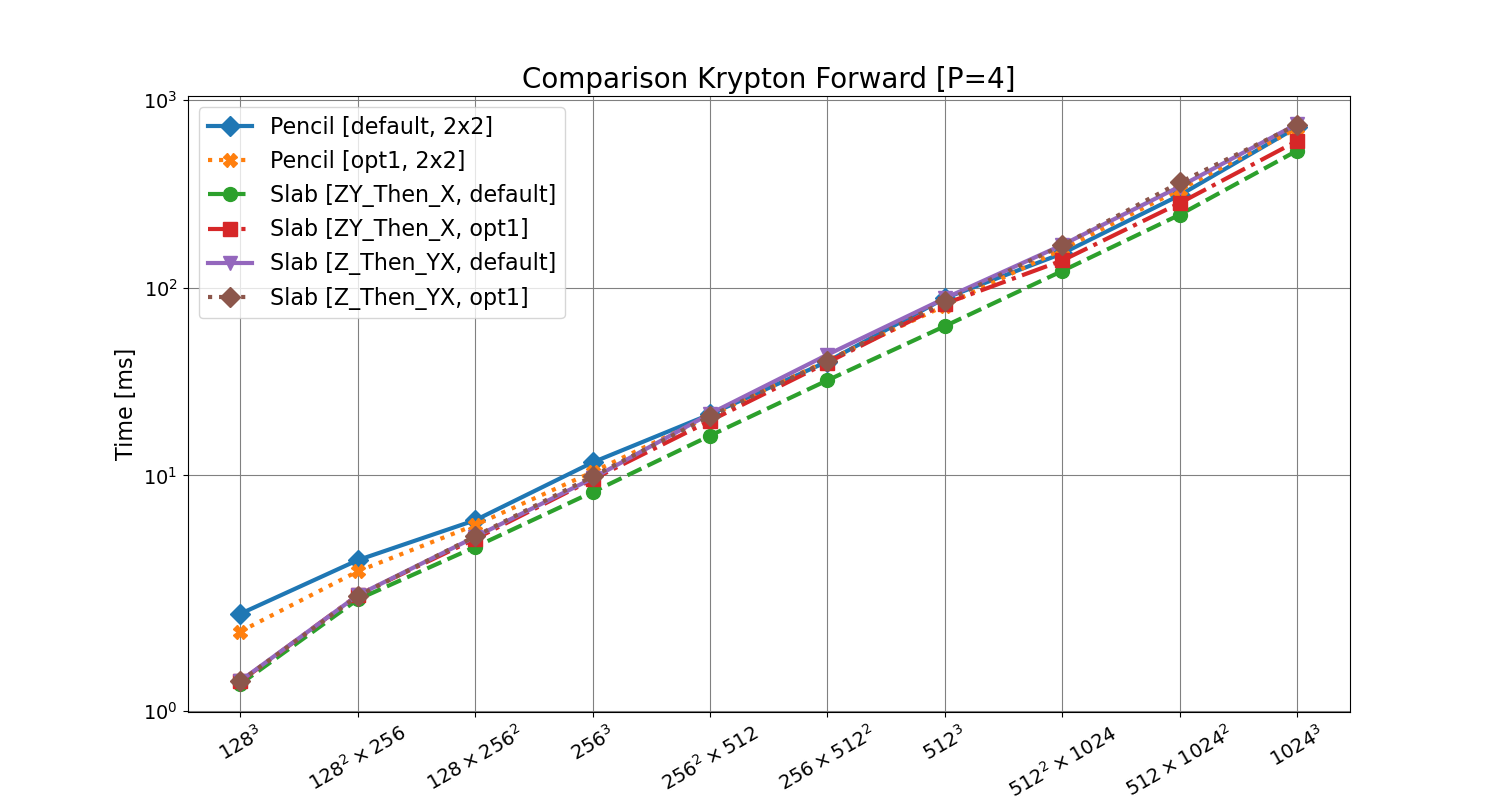 Comparison Krypton Forward [P=4]
Time [ms]
10³
10²
10¹
10⁰
Pencil [default, 2x2]
Pencil [opt1, 2x2]
Slab [ZY_Then_X, default]
Slab [ZY_Then_X, opt1]
Slab [Z_Then_YX, default]
Slab [Z_Then_YX, opt1]
128³
128² × 256
128 × 256²
256³
256² × 512
256 × 512²
512³
512² × 1024
512 × 1024²
1024³